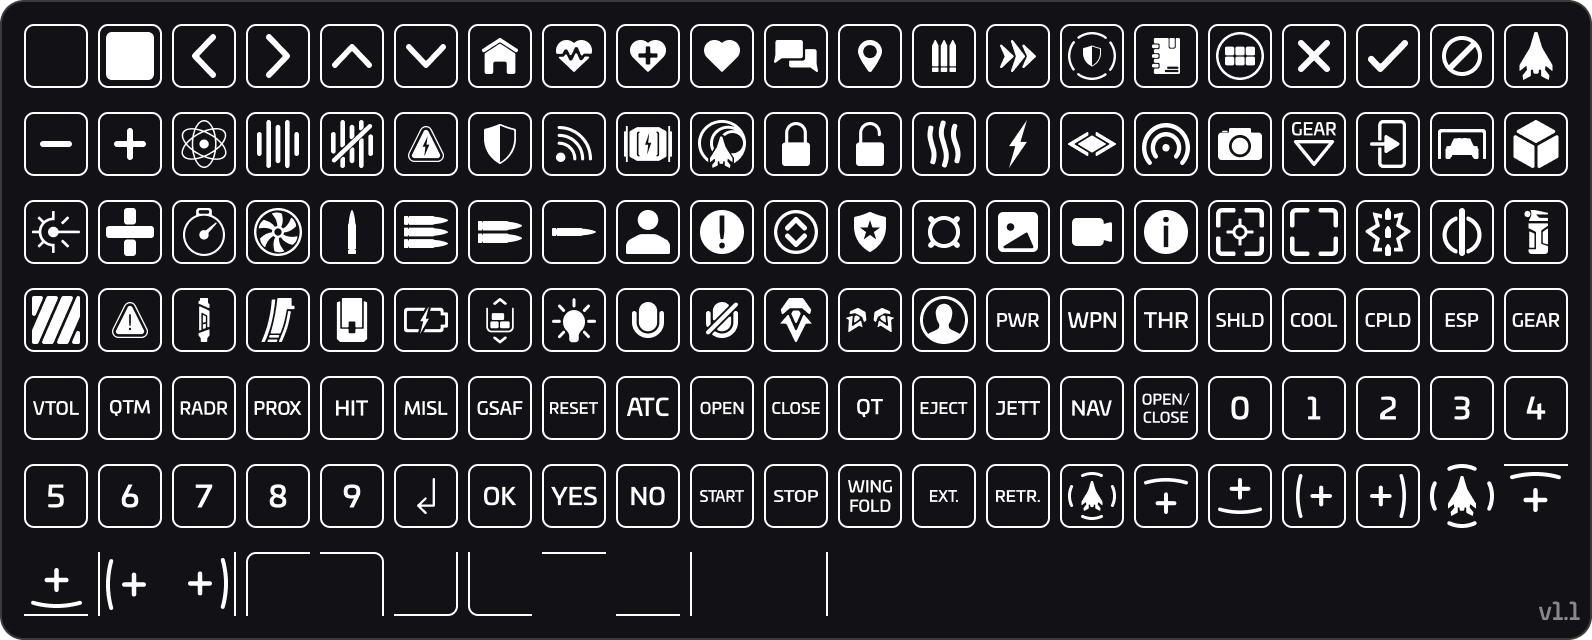 GEAR
PWR WPN THR SHLD COOL CPLD ESP GEAR
VTOL QTM RADR PROX HIT MISL GSAF RESET ATC OPEN CLOSE QT EJECT JETT NAV OPEN/
CLOSE 0 1 2 3 4
5 6 7 8 9 OK YES NO START STOP WING
FOLD EXT. RETR.
v1.1